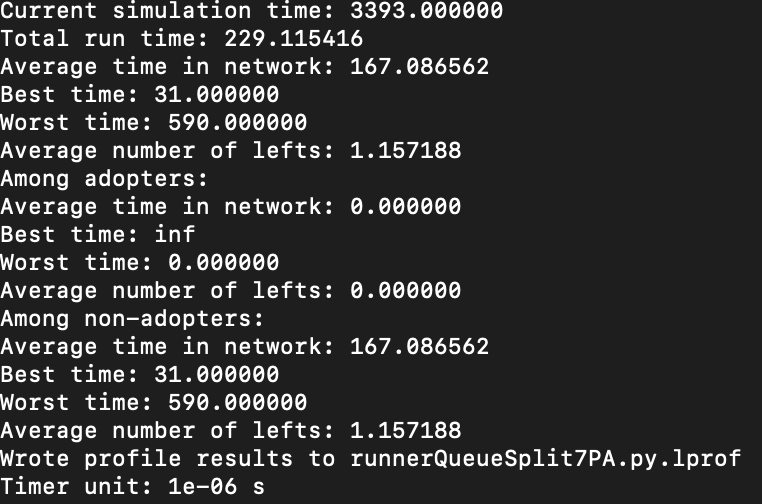 Current simulation time: 3393.000000
Total run time: 229.115416
Average time in network: 167.086562
Best time: 31.000000
Worst time: 590.000000
Average number of lefts: 1.157188
Among adopters:
Average time in network: 0.000000
Best time: inf
Worst time: 0.000000
Average number of lefts: 0.000000
Among non-adopters:
Average time in network: 167.086562
Best time: 31.000000
Worst time: 590.000000
Average number of lefts: 1.157188
Wrote profile results to runnerQueueSplit7PA.py.lprof
Timer unit: 1e-06 s